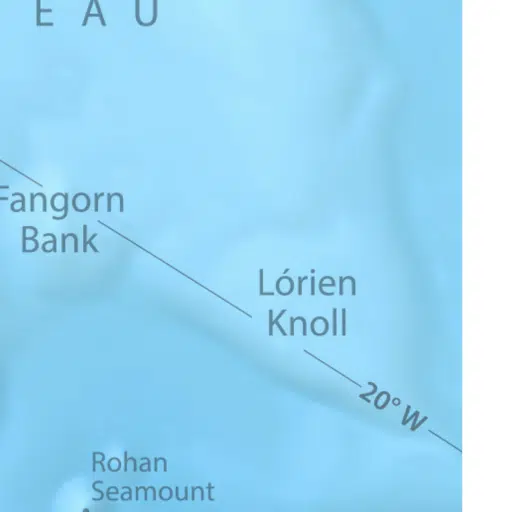 E A U
Fangorn
Bank
Lórien
Knoll
20° W
Rohan
Seamount